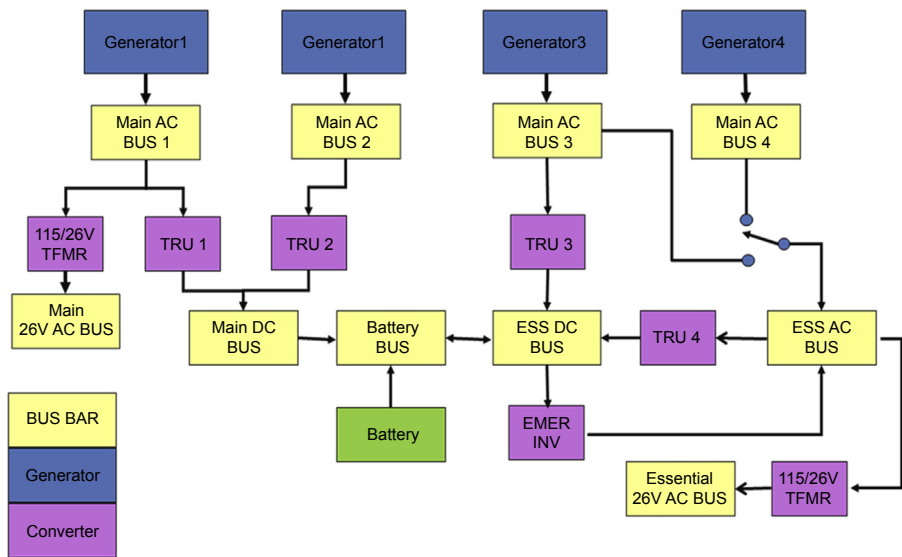 Generator1
Generator1
Generator3
Generator4
Main AC
BUS 1
Main AC
BUS 2
Main AC
BUS 3
Main AC
BUS 4
115/26V
TFMR
TRU 1
TRU 2
TRU 3
Main
26V AC BUS
Main DC
BUS
Battery
BUS
ESS DC
BUS
TRU 4
ESS AC
BUS
BUS BAR
Battery
EMER
INV
Generator
Essential
26V AC BUS
115/26V
TFMR
Converter